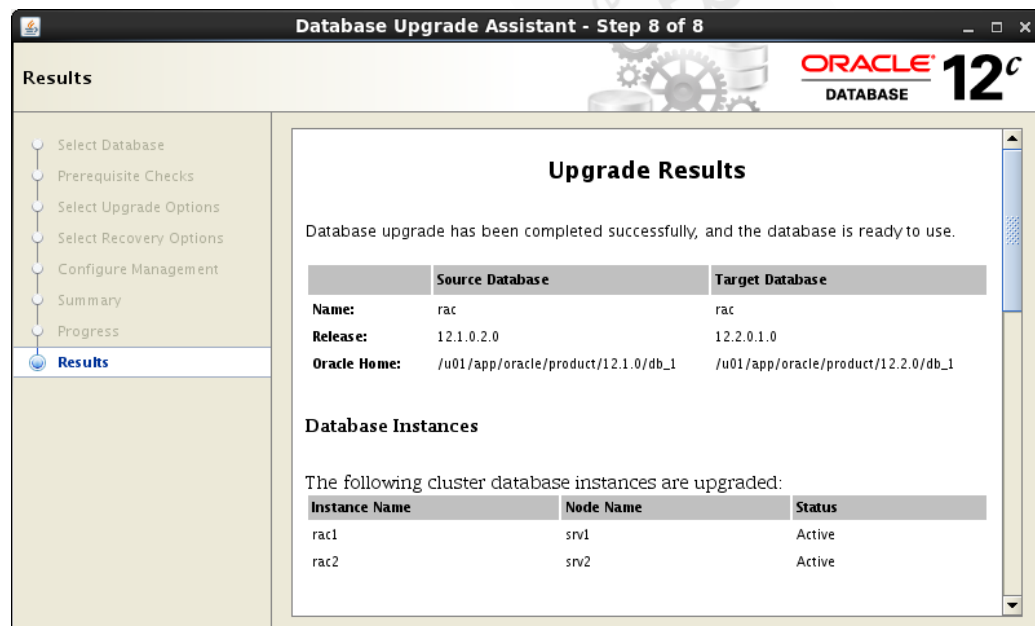 Database Upgrade Assistant - Step 8 of 8
Results
ORACLE
DATABASE
12c
Select Database
Prerequisite Checks
Select Upgrade Options
Select Recovery Options
Configure Management
Summary
Progress
Results
Upgrade Results
Database upgrade has been completed successfully, and the database is ready to use.
Source Database Target Database
Name: rac rac
Release: 12.1.0.2.0 12.2.0.1.0
Oracle Home: /u01/app/oracle/product/12.1.0/db_1 /u01/app/oracle/product/12.2.0/db_1
Database Instances
The following cluster database instances are upgraded:
Instance Name Node Name Status
rac1 srv1 Active
rac2 srv2 Active